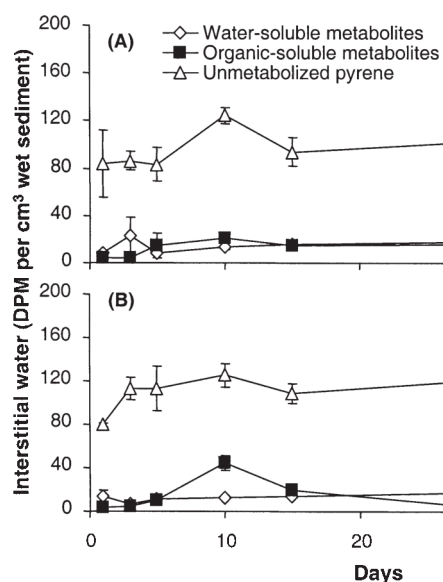 Interstitial water (DPM per cm³ wet sediment)
(A)
Water-soluble metabolites
Organic-soluble metabolites
Unmetabolized pyrene
200
160
120
80
40
0
(B)
200
160
120
80
40
0
0
10
20
Days